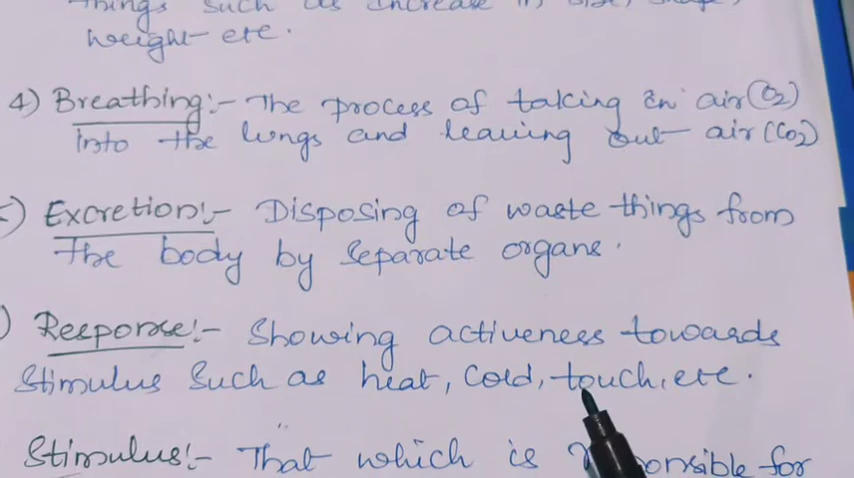 things such as increase in size, shape,
weight etc.
4) Breathing:- The process of taking in air (O2)
into the lungs and leaving out air (CO2)
) Excretion:- Disposing of waste things from
The body by separate organs.
) Response:- Showing activeness towards
Stimulus such as heat, cold, touch, etc.
Stimulus:- That which is for